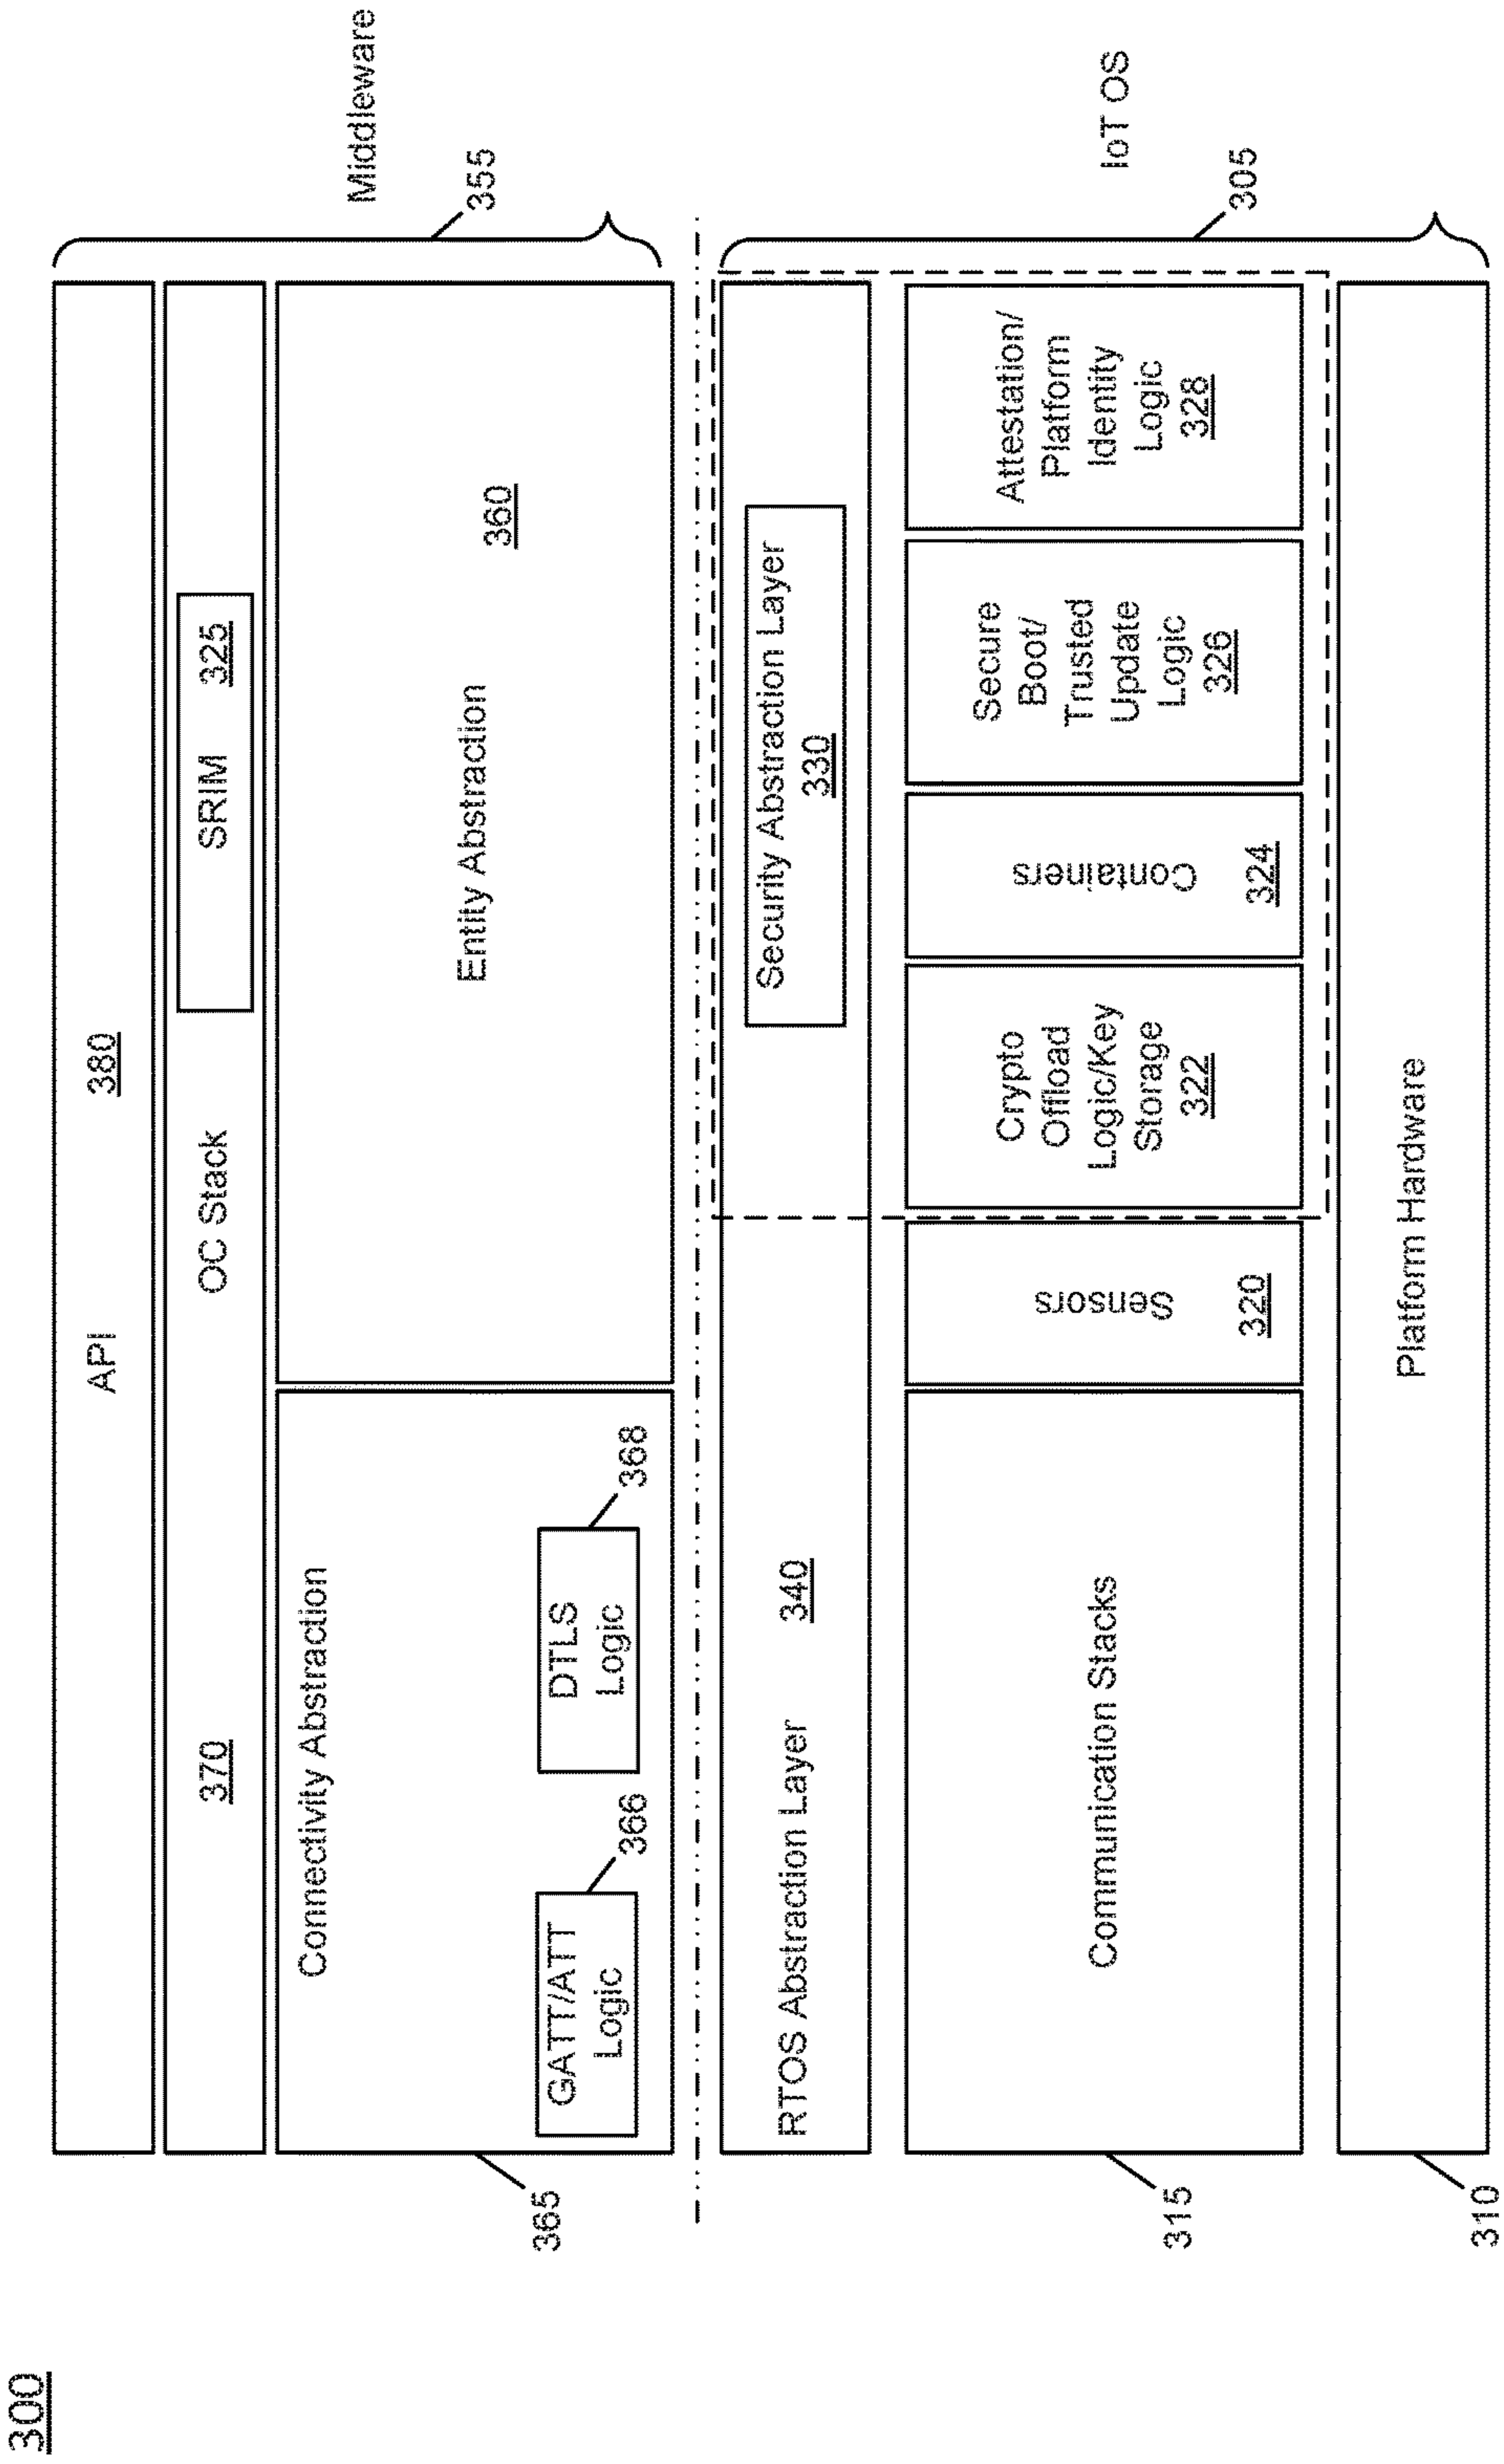 300
API
380
Middleware
355
370
OC Stack
SRIM
325
Connectivity Abstraction
GATT/ATT
Logic
366
DTLS
Logic
368
365
Entity Abstraction
360
RTOS Abstraction Layer
340
Security Abstraction Layer
330
IoT OS
305
Communication Stacks
315
Sensors
320
Crypto
Offload
Logic/Key
Storage
322
Containers
324
Secure
Boot/
Trusted
Update
Logic
326
Attestation/
Platform
Identity
Logic
328
Platform Hardware
310